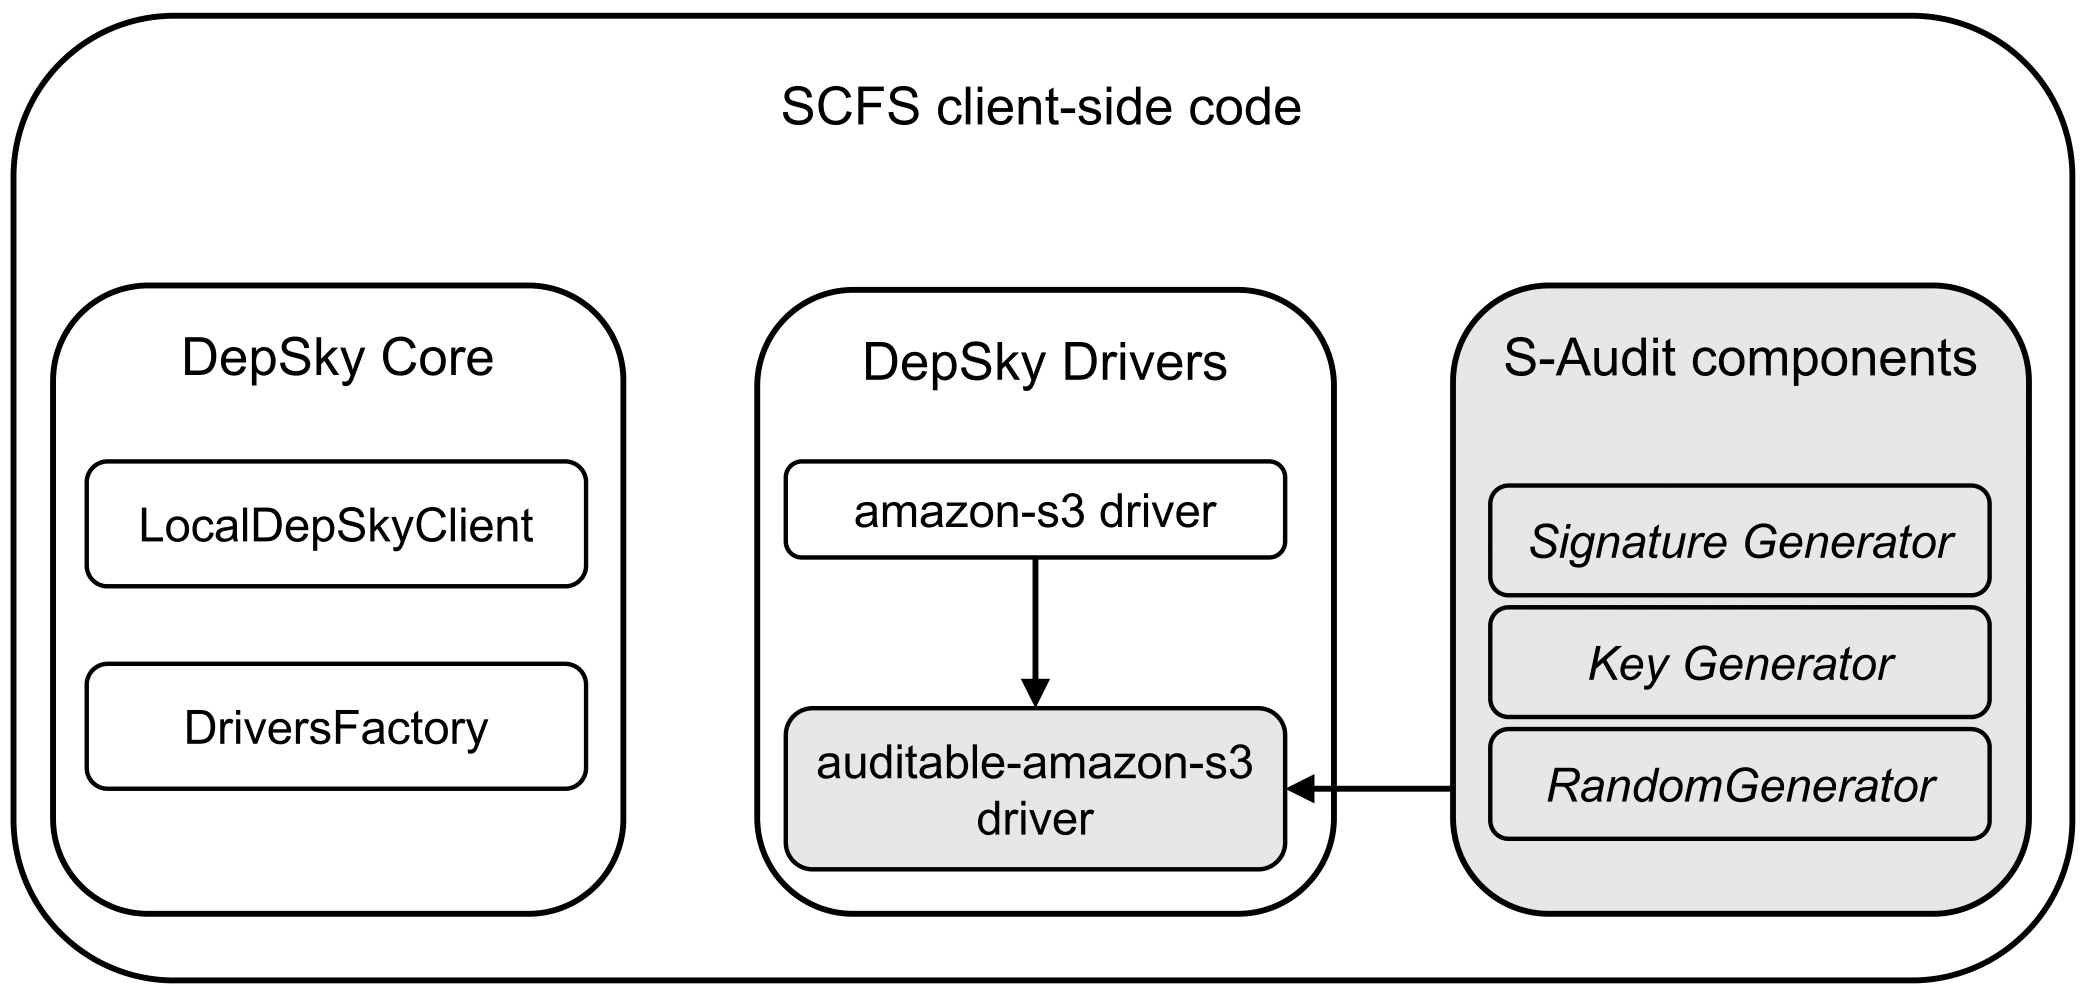 SCFS client-side code
DepSky Core
LocalDepSkyClient
DriversFactory
DepSky Drivers
amazon-s3 driver
auditable-amazon-s3
driver
S-Audit components
Signature Generator
Key Generator
RandomGenerator